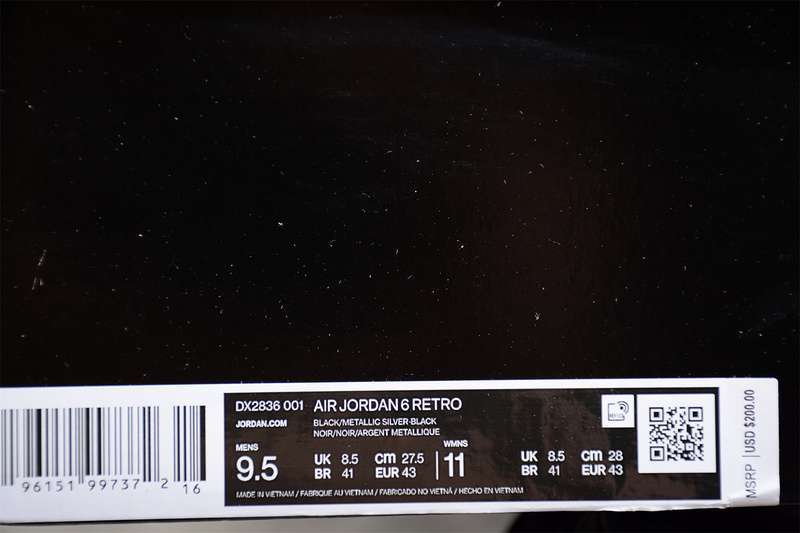 DX2836 001 AIR JORDAN 6 RETRO
JORDAN.COM
BLACK/METALLIC SILVER-BLACK
NOIR/NOIR/ARGENT METALLIQUE
MENS
9.5
UK 8.5 cm 27.5
BR 41 EUR 43
WMNS
11
UK 8.5 cm 28
BR 41 EUR 43
MADE IN VIETNAM / FABRIQUE AU VIETNAM / FABRICADO NO VIETNÃ / HECHO EN VIETNAM
96151 99737 2 16
MSRP USD $200.00